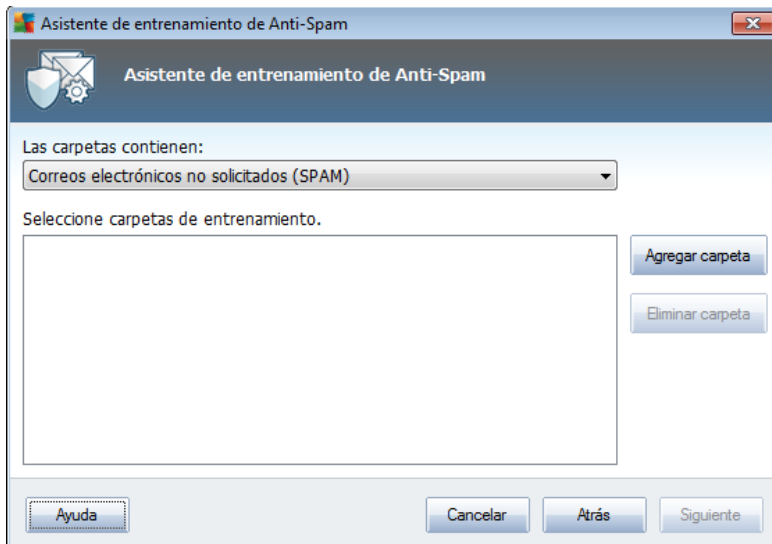 Asistente de entrenamiento de Anti-Spam
Asistente de entrenamiento de Anti-Spam
Las carpetas contienen:
Correos electrónicos no solicitados (SPAM)
Seleccione carpetas de entrenamiento.
Agregar carpeta
Eliminar carpeta
Ayuda
Cancelar
Atrás
Siguiente